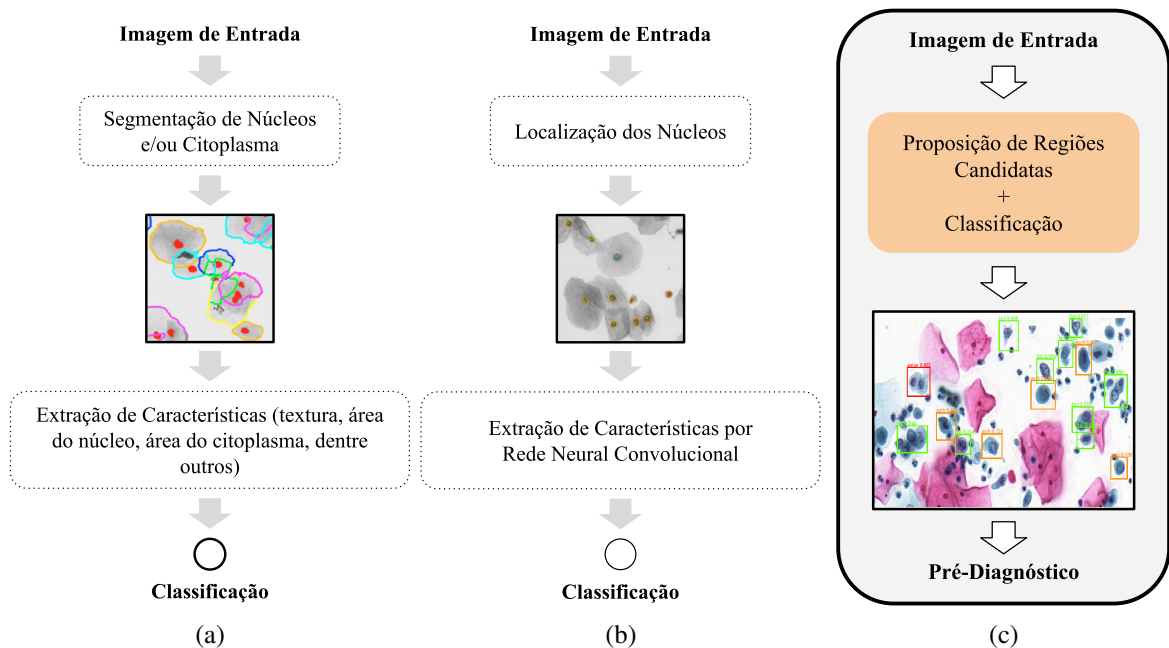 Imagem de Entrada
Segmentação de Núcleos
e/ou Citoplasma
Extração de Características (textura, área
do núcleo, área do citoplasma, dentre
outros)
Classificação
(a)
Imagem de Entrada
Localização dos Núcleos
Extração de Características por
Rede Neural Convolucional
Classificação
(b)
Imagem de Entrada
Proposição de Regiões
Candidatas
+
Classificação
Pré-Diagnóstico
(c)